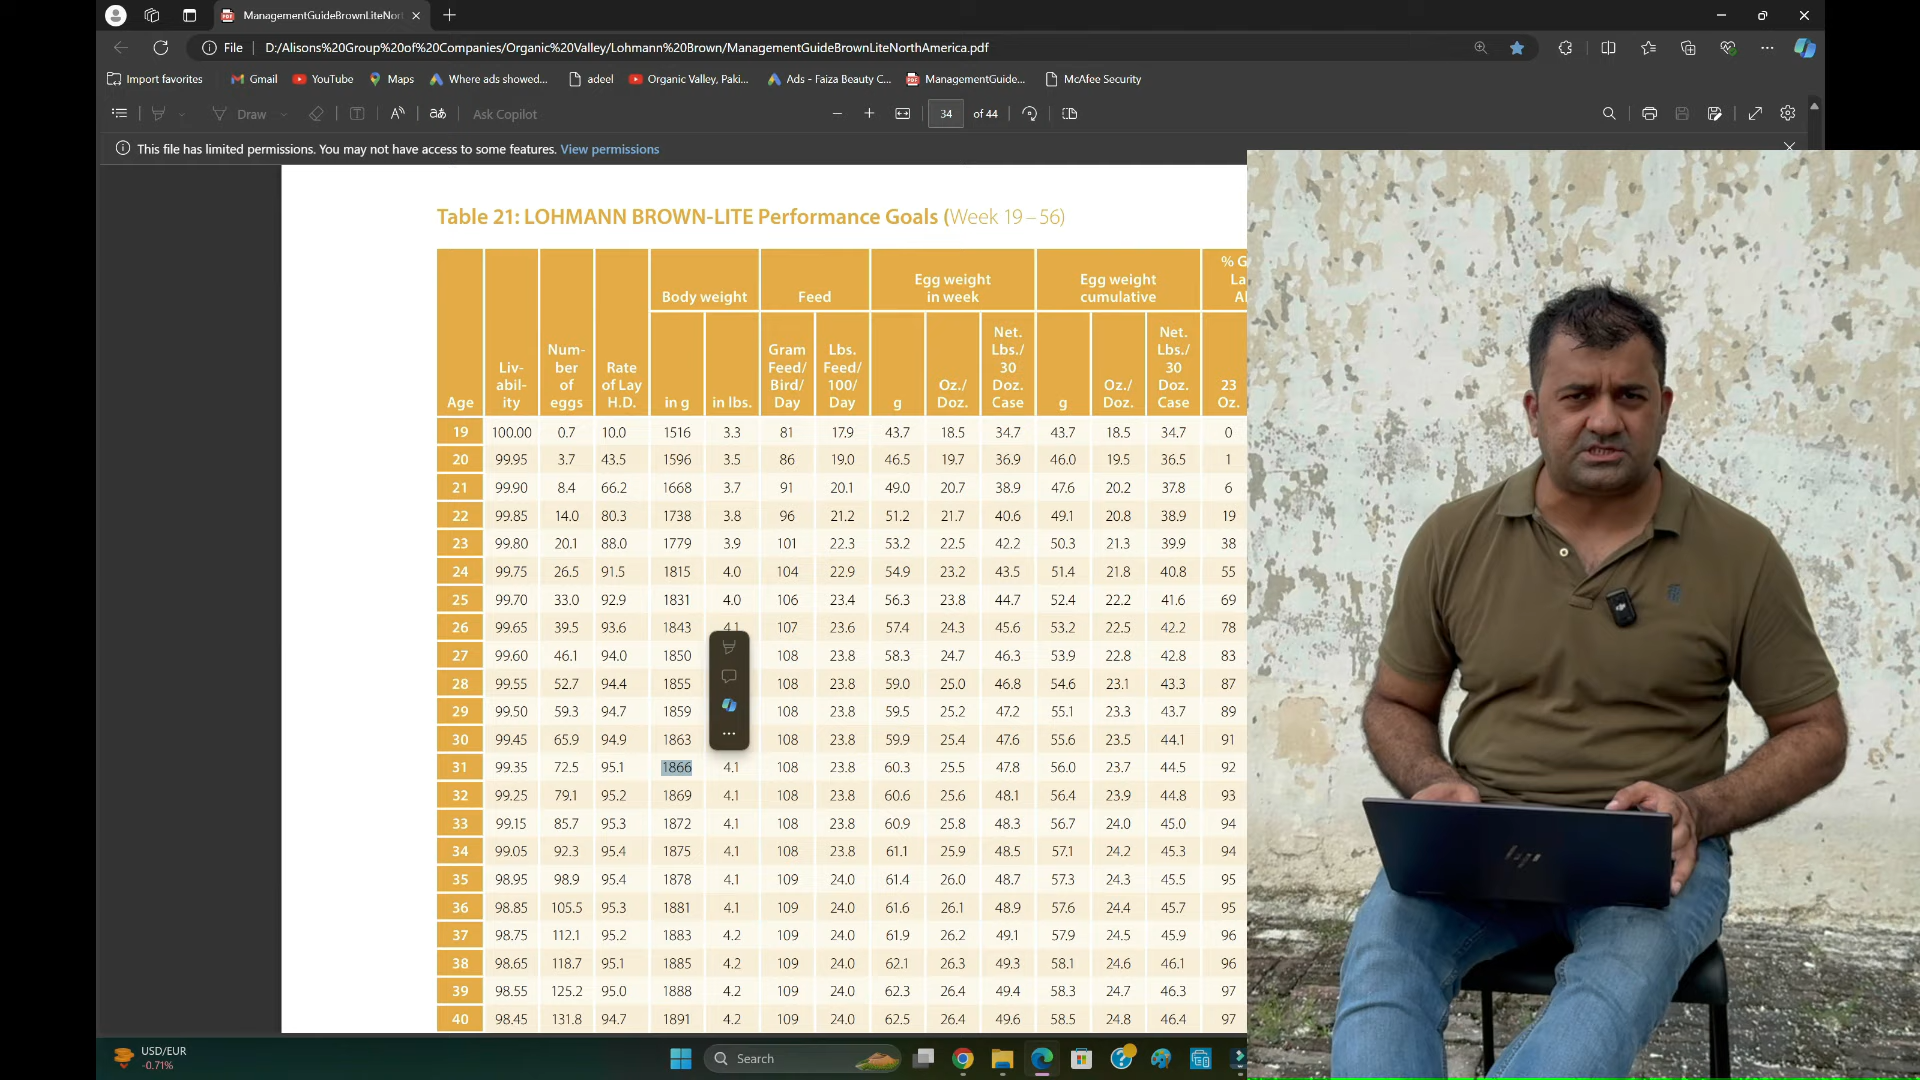 ManagementGuideBrownLiteNor
File D:/Alisons%20Group%20of%20Companies/Organic%20Valley/Lohmann%20Brown/ManagementGuideBrownLiteNorthAmerica.pdf
Import favorites Gmail YouTube Maps Where ads showed... adeel Organic Valley, Paki... Ads - Faiza Beauty C... ManagementGuide... McAfee Security
Draw Ask Copilot 34 of 44
This file has limited permissions. You may not have access to some features. View permissions
Table 21: LOHMANN BROWN-LITE Performance Goals (Week 19 – 56)
Age
Liv-
abil-
ity
Num-
ber
of
eggs
Rate
of Lay
H.D.
Body weight
in g in lbs.
Feed
Gram
Feed/
Bird/
Day
Lbs.
Feed/
100/
Day
Egg weight
in week
g
Oz./
Doz.
Net.
Lbs./
30
Doz.
Case
Egg weight
cumulative
g
Oz./
Doz.
Net.
Lbs./
30
Doz.
Case
% G
La
Al
23
Oz.
19 100.00 0.7 10.0 1516 3.3 81 17.9 43.7 18.5 34.7 43.7 18.5 34.7 0
20 99.95 3.7 43.5 1596 3.5 86 19.0 46.5 19.7 36.9 46.0 19.5 36.5 1
21 99.90 8.4 66.2 1668 3.7 91 20.1 49.0 20.7 38.9 47.6 20.2 37.8 6
22 99.85 14.0 80.3 1738 3.8 96 21.2 51.2 21.7 40.6 49.1 20.8 38.9 19
23 99.80 20.1 88.0 1779 3.9 101 22.3 53.2 22.5 42.2 50.3 21.3 39.9 38
24 99.75 26.5 91.5 1815 4.0 104 22.9 54.9 23.2 43.5 51.4 21.8 40.8 55
25 99.70 33.0 92.9 1831 4.0 106 23.4 56.3 23.8 44.7 52.4 22.2 41.6 69
26 99.65 39.5 93.6 1843 4.1 107 23.6 57.4 24.3 45.6 53.2 22.5 42.2 78
27 99.60 46.1 94.0 1850 108 23.8 58.3 24.7 46.3 53.9 22.8 42.8 83
28 99.55 52.7 94.4 1855 108 23.8 59.0 25.0 46.8 54.6 23.1 43.3 87
29 99.50 59.3 94.7 1859 108 23.8 59.5 25.2 47.2 55.1 23.3 43.7 89
30 99.45 65.9 94.9 1863 108 23.8 59.9 25.4 47.6 55.6 23.5 44.1 91
31 99.35 72.5 95.1 1866 4.1 108 23.8 60.3 25.5 47.8 56.0 23.7 44.5 92
32 99.25 79.1 95.2 1869 4.1 108 23.8 60.6 25.6 48.1 56.4 23.9 44.8 93
33 99.15 85.7 95.3 1872 4.1 108 23.8 60.9 25.8 48.3 56.7 24.0 45.0 94
34 99.05 92.3 95.4 1875 4.1 108 23.8 61.1 25.9 48.5 57.1 24.2 45.3 94
35 98.95 98.9 95.4 1878 4.1 109 24.0 61.4 26.0 48.7 57.3 24.3 45.5 95
36 98.85 105.5 95.3 1881 4.1 109 24.0 61.6 26.1 48.9 57.6 24.4 45.7 95
37 98.75 112.1 95.2 1883 4.2 109 24.0 61.9 26.2 49.1 57.9 24.5 45.9 96
38 98.65 118.7 95.1 1885 4.2 109 24.0 62.1 26.3 49.3 58.1 24.6 46.1 96
39 98.55 125.2 95.0 1888 4.2 109 24.0 62.3 26.4 49.4 58.3 24.7 46.3 97
40 98.45 131.8 94.7 1891 4.2 109 24.0 62.5 26.4 49.6 58.5 24.8 46.4 97
hp
USD/EUR
-0.71%
Search